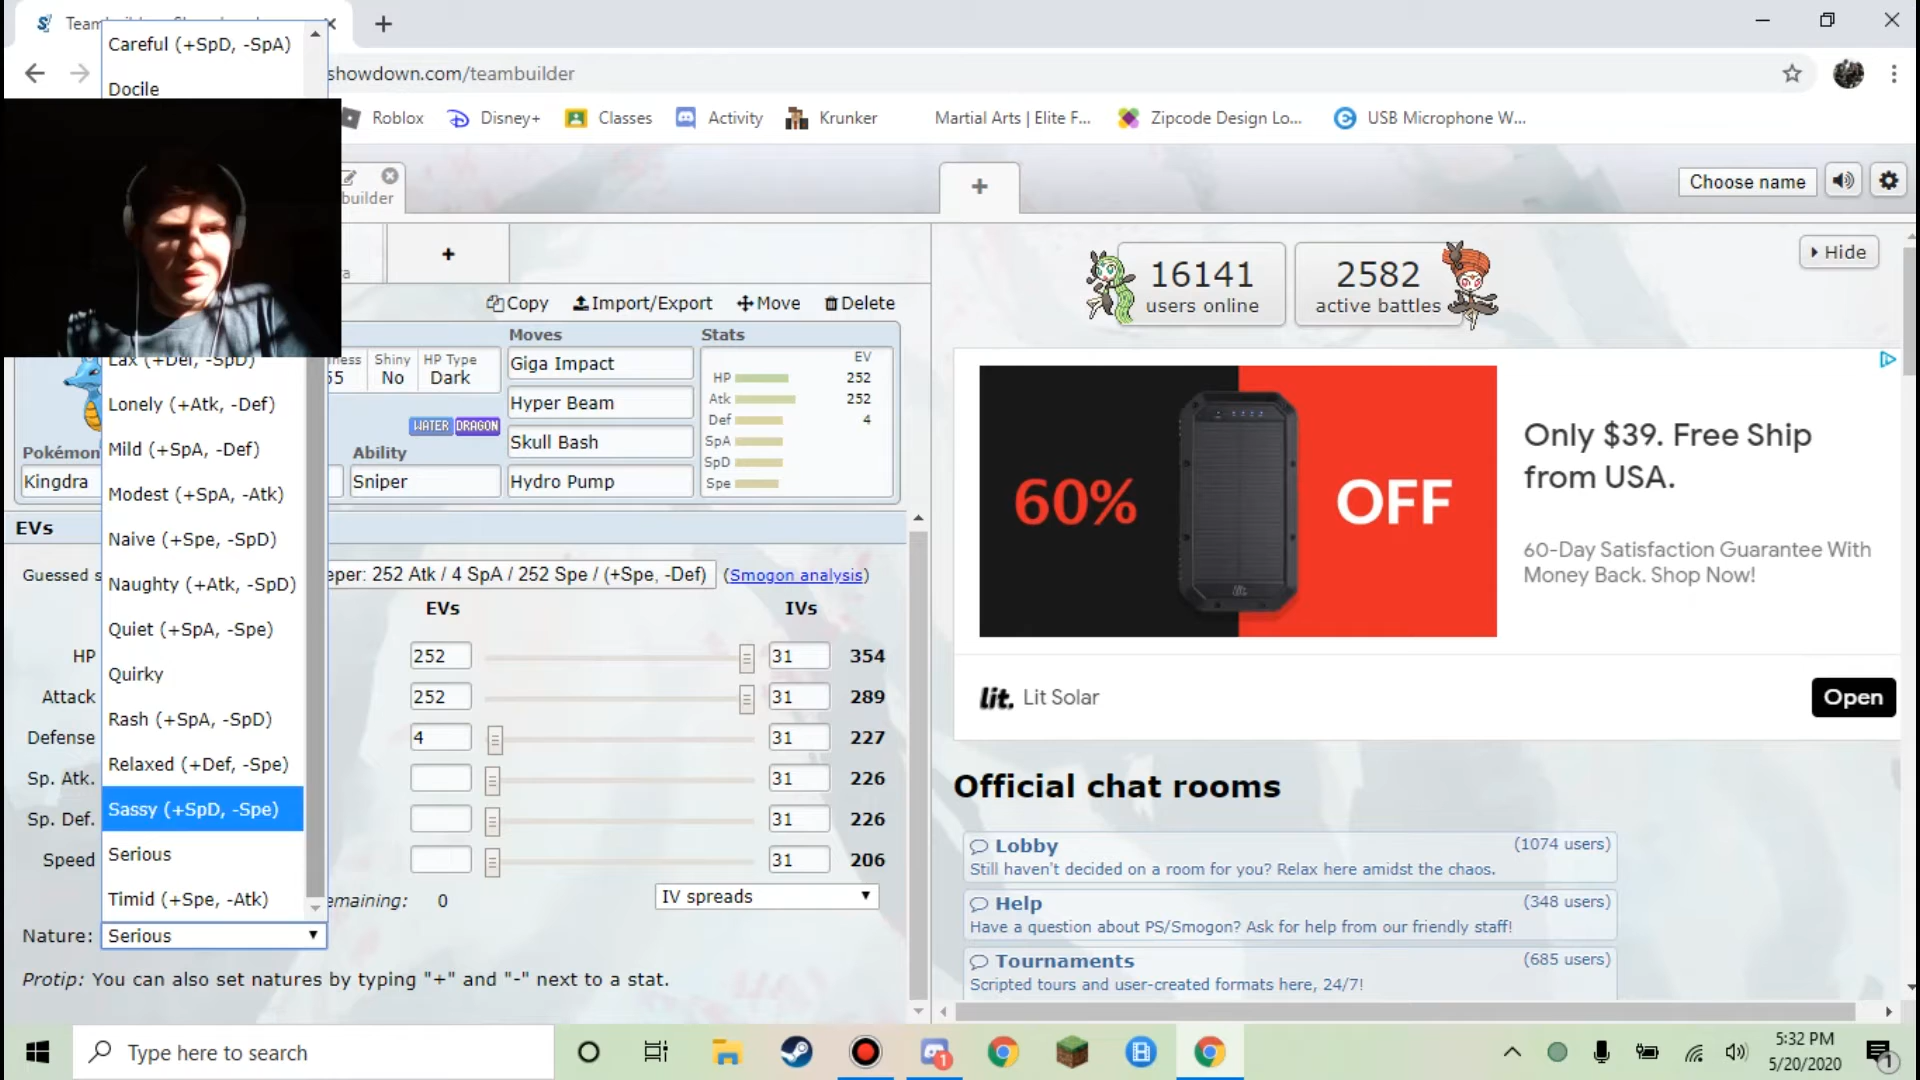 Team
Careful (+SpD, -SpA)
Docile
showdown.com/teambuilder
Roblox
Disney+
Classes
Activity
Krunker
Martial Arts | Elite F...
Zipcode Design Lo...
USB Microphone W...
builder
+
+
Choose name
16141
users online
2582
active battles
Hide
Copy
Import/Export
Move
Delete
Lax (+Def, -SpD)
Lonely (+Atk, -Def)
Mild (+SpA, -Def)
Modest (+SpA, -Atk)
Naive (+Spe, -SpD)
Naughty (+Atk, -SpD)
Quiet (+SpA, -Spe)
Quirky
Rash (+SpA, -SpD)
Relaxed (+Def, -Spe)
Sassy (+SpD, -Spe)
Serious
Timid (+Spe, -Atk)
Shiny
No
HP Type
Dark
WATER DRAGON
Pokémon
Kingdra
Ability
Sniper
Moves
Giga Impact
Hyper Beam
Skull Bash
Hydro Pump
Stats
EV
HP 252
Atk 252
Def 4
SpA
SpD
Spe
EVs
Guessed s
eper: 252 Atk / 4 SpA / 252 Spe / (+Spe, -Def) (Smogon analysis)
EVs IVs
HP 252 31 354
Attack 252 31 289
Defense 4 31 227
Sp. Atk. 31 226
Sp. Def. 31 226
Speed 31 206
emaining: 0
IV spreads
Nature: Serious
Protip: You can also set natures by typing "+" and "-" next to a stat.
60% OFF
Only $39. Free Ship
from USA.
60-Day Satisfaction Guarantee With
Money Back. Shop Now!
lit. Lit Solar
Open
Official chat rooms
Lobby (1074 users)
Still haven't decided on a room for you? Relax here amidst the chaos.
Help (348 users)
Have a question about PS/Smogon? Ask for help from our friendly staff!
Tournaments (685 users)
Scripted tours and user-created formats here, 24/7!
Type here to search
1
5:32 PM
5/20/2020
1